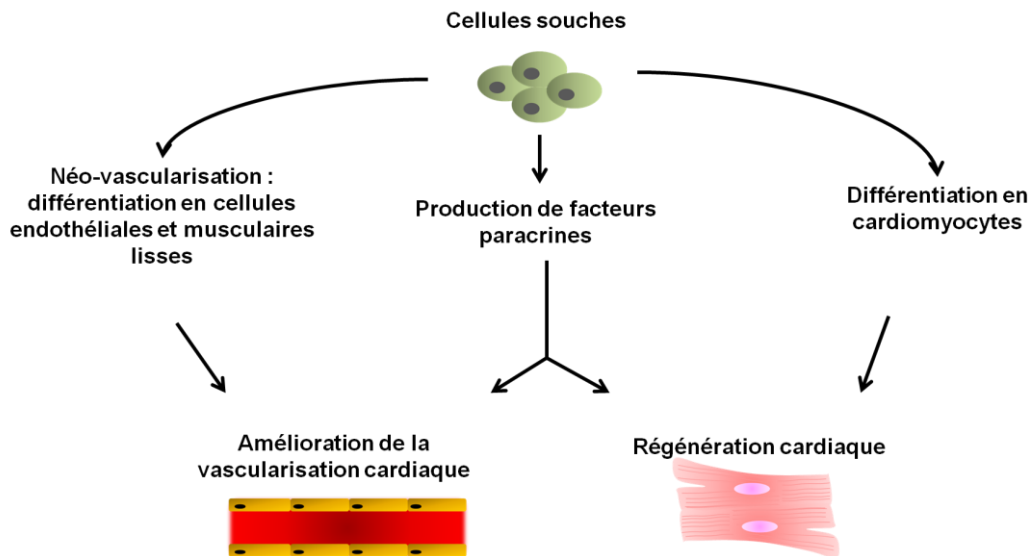 Cellules souches
Néo-vascularisation :
différentiation en cellules
endothéliales et musculaires
lisses
Production de facteurs
paracrines
Différentiation en
cardiomyocytes
Amélioration de la
vascularisation cardiaque
Régénération cardiaque